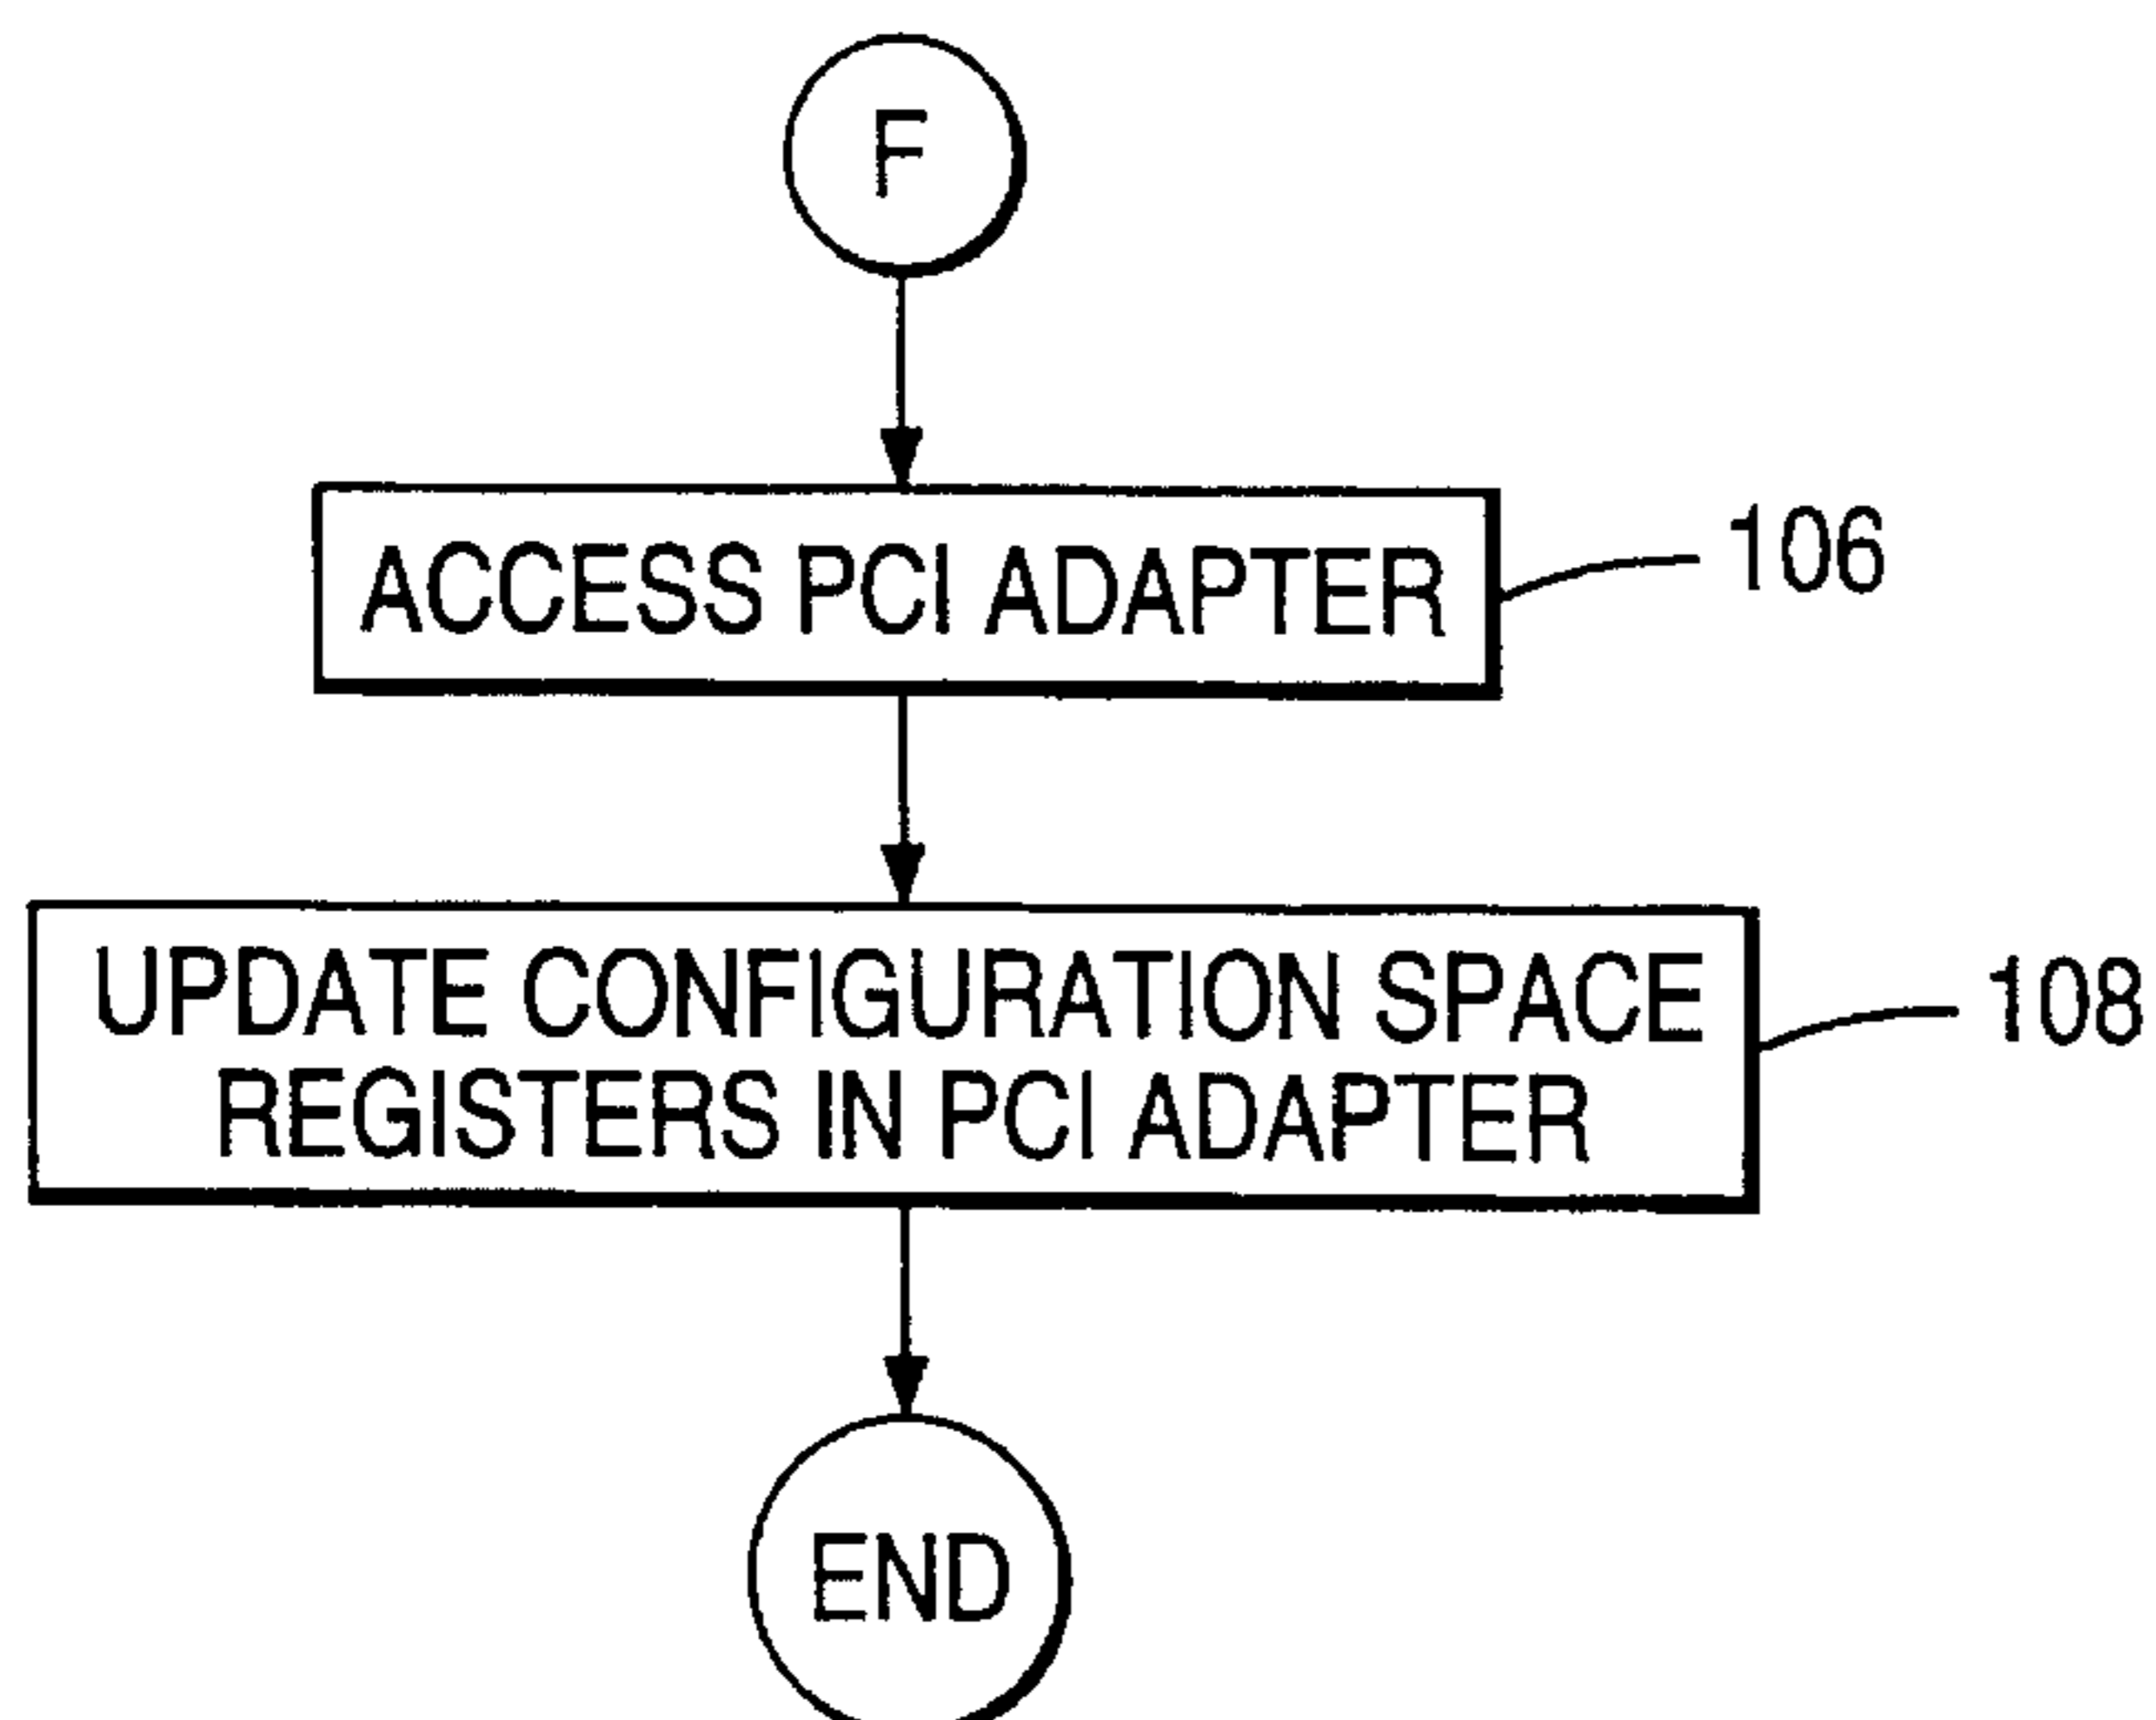 F
ACCESS PCI ADAPTER
106
UPDATE CONFIGURATION SPACE
REGISTERS IN PCI ADAPTER
108
END